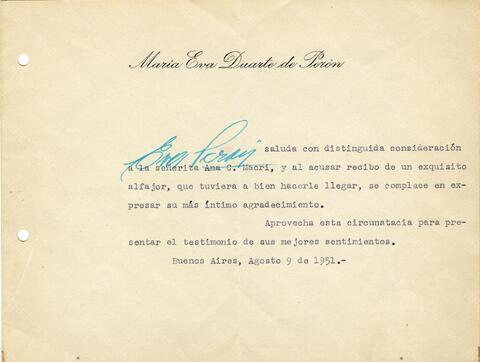 María Eva Duarte de Perón
Eva Perón
saluda con distinguida consideración
a la señorita Ana C. Macri, y al acusar recibo de un exquisito
alfajor, que tuviera a bien hacerle llegar, se complace en ex-
presar su más íntimo agradecimiento.
Aprovecha esta circunstacia para pre-
sentar el testimonio de sus mejores sentimientos.
Buenos Aires, Agosto 9 de 1951.-